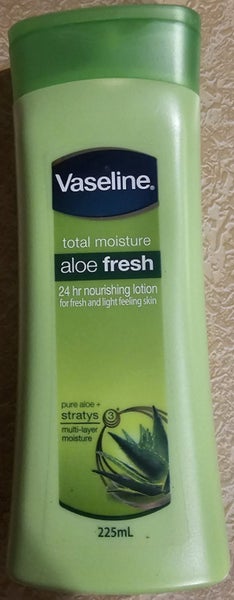 Vaseline®
total moisture
aloe fresh
24 hr nourishing lotion
for fresh and light feeling skin
pure aloe +
stratys 3
multi-layer
moisture
225mL